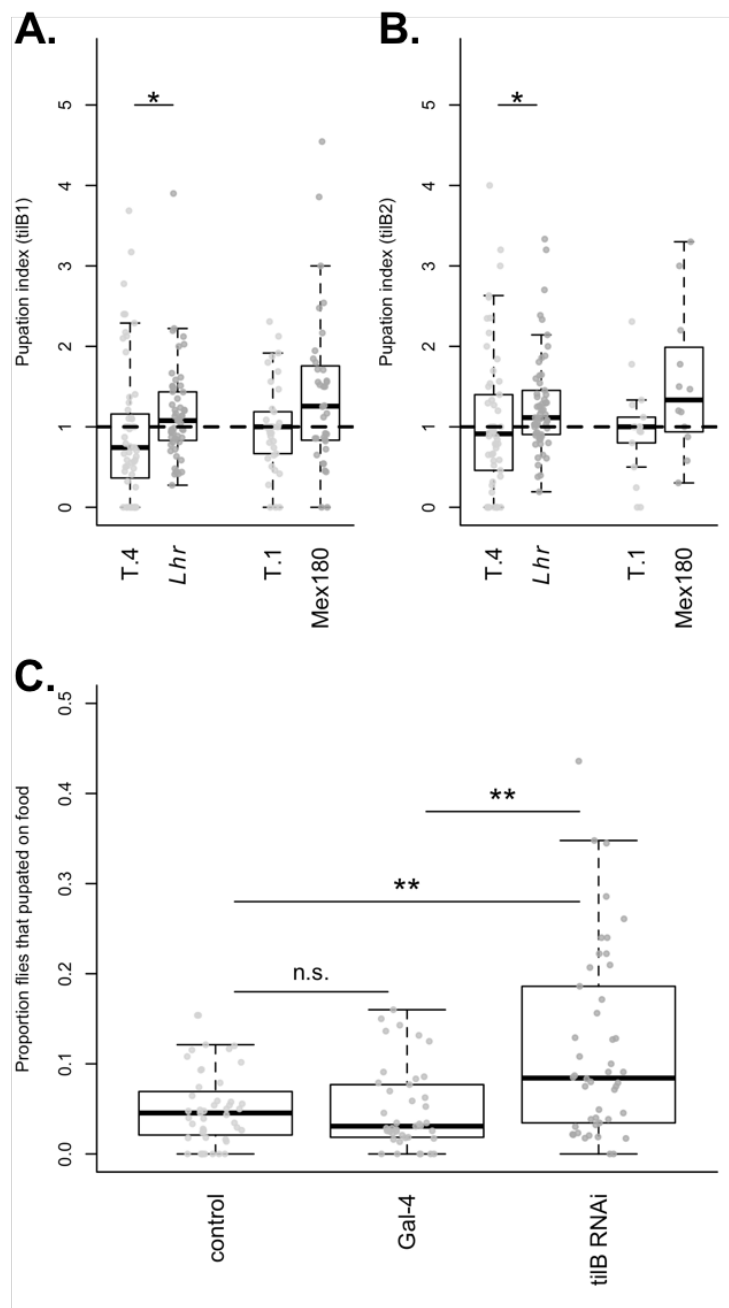 A.
B.
Pupation index (tilB1)
0
1
2
3
4
5
*
T.4
Lhr
T.1
Mex180
Pupation index (tilB2)
0
1
2
3
4
5
*
T.4
Lhr
T.1
Mex180
C.
Proportion flies that pupated on food
0.0
0.1
0.2
0.3
0.4
0.5
n.s.
**
**
control
Gal-4
tilB RNAi